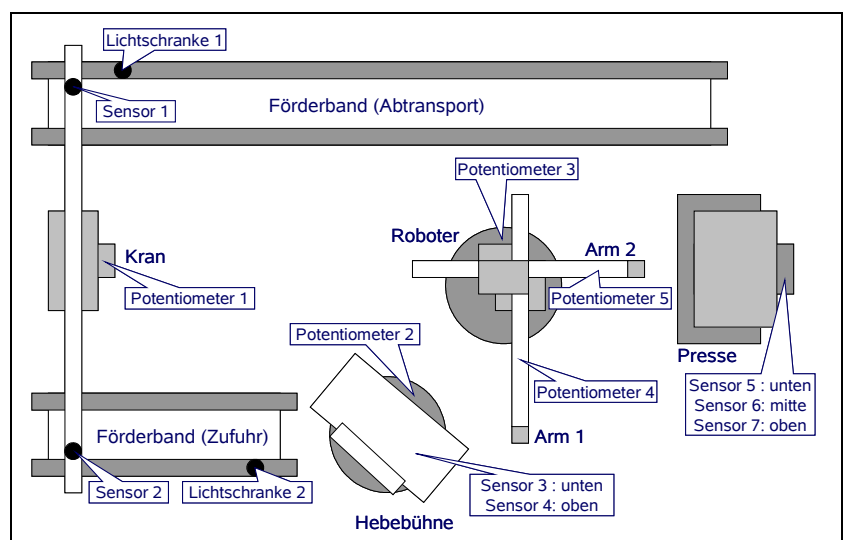 Lichtschranke 1
Sensor 1
Förderband (Abtransport)
Potentiometer 3
Roboter
Arm 2
Kran
Potentiometer 1
Potentiometer 5
Potentiometer 2
Presse
Potentiometer 4
Sensor 5 : unten
Sensor 6: mitte
Sensor 7: oben
Förderband (Zufuhr)
Arm 1
Sensor 2
Lichtschranke 2
Sensor 3 : unten
Sensor 4: oben
Hebebühne